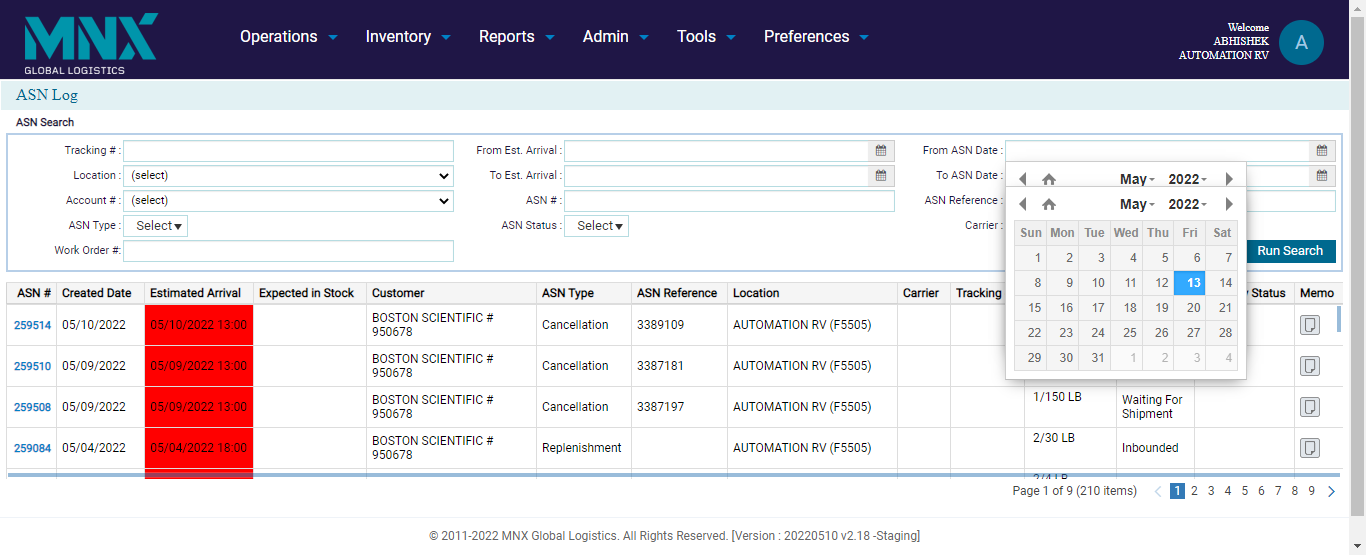 MNX
GLOBAL LOGISTICS
Operations Inventory Reports Admin Tools Preferences
Welcome
ABHISHEK
AUTOMATION RV
A
ASN Log
ASN Search
Tracking # : From Est. Arrival : From ASN Date :
Location : (select) To Est. Arrival : To ASN Date :
Account # : (select) ASN # : ASN Reference :
ASN Type : Select ASN Status : Select Carrier :
Work Order #: Run Search
May 2022
May 2022
Sun Mon Tue Wed Thu Fri Sat
1 2 3 4 5 6 7
8 9 10 11 12 13 14
15 16 17 18 19 20 21
22 23 24 25 26 27 28
29 30 31 1 2 3 4
ASN # Created Date Estimated Arrival Expected in Stock Customer ASN Type ASN Reference Location Carrier Tracking Status Memo
259514 05/10/2022 05/10/2022 13:00 BOSTON SCIENTIFIC # 950678 Cancellation 3389109 AUTOMATION RV (F5505)
259510 05/09/2022 05/09/2022 13:00 BOSTON SCIENTIFIC # 950678 Cancellation 3387181 AUTOMATION RV (F5505)
259508 05/09/2022 05/09/2022 13:00 BOSTON SCIENTIFIC # 950678 Cancellation 3387197 AUTOMATION RV (F5505) 1/150 LB Waiting For Shipment
259084 05/04/2022 05/04/2022 18:00 BOSTON SCIENTIFIC # 950678 Replenishment AUTOMATION RV (F5505) 2/30 LB Inbounded
Page 1 of 9 (210 items) 1 2 3 4 5 6 7 8 9
© 2011-2022 MNX Global Logistics. All Rights Reserved. [Version : 20220510 v2.18 -Staging]